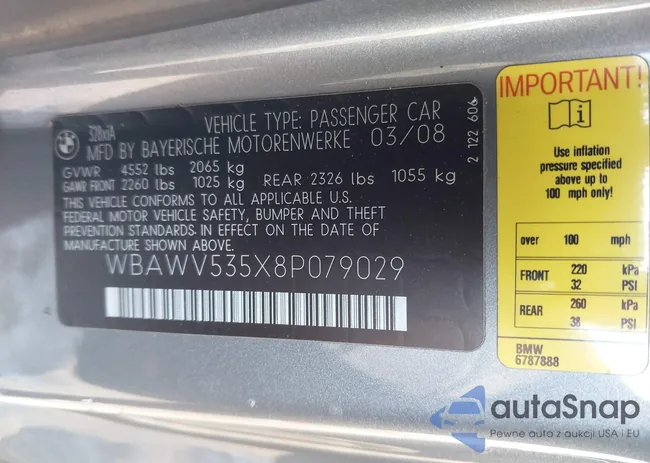 BMW
328xiA
VEHICLE TYPE: PASSENGER CAR
MFD BY BAYERISCHE MOTORENWERKE 03/08
GVWR 4552 lbs 2065 kg
GAWR FRONT 2260 lbs 1025 kg REAR 2326 lbs 1055 kg
THIS VEHICLE CONFORMS TO ALL APPLICABLE U.S.
FEDERAL MOTOR VEHICLE SAFETY, BUMPER AND THEFT
PREVENTION STANDARDS IN EFFECT ON THE DATE
OF MANUFACTURE SHOWN ABOVE.
WBAWV535X8P079029
2 122 606
IMPORTANT!
i
Use inflation
pressure specified
above up to
100 mph only!
over 100 mph
FRONT 220 kPa
32 PSI
REAR 260 kPa
38 PSI
BMW
6787888
autaSnap
Pewne auta z aukcji USA i EU